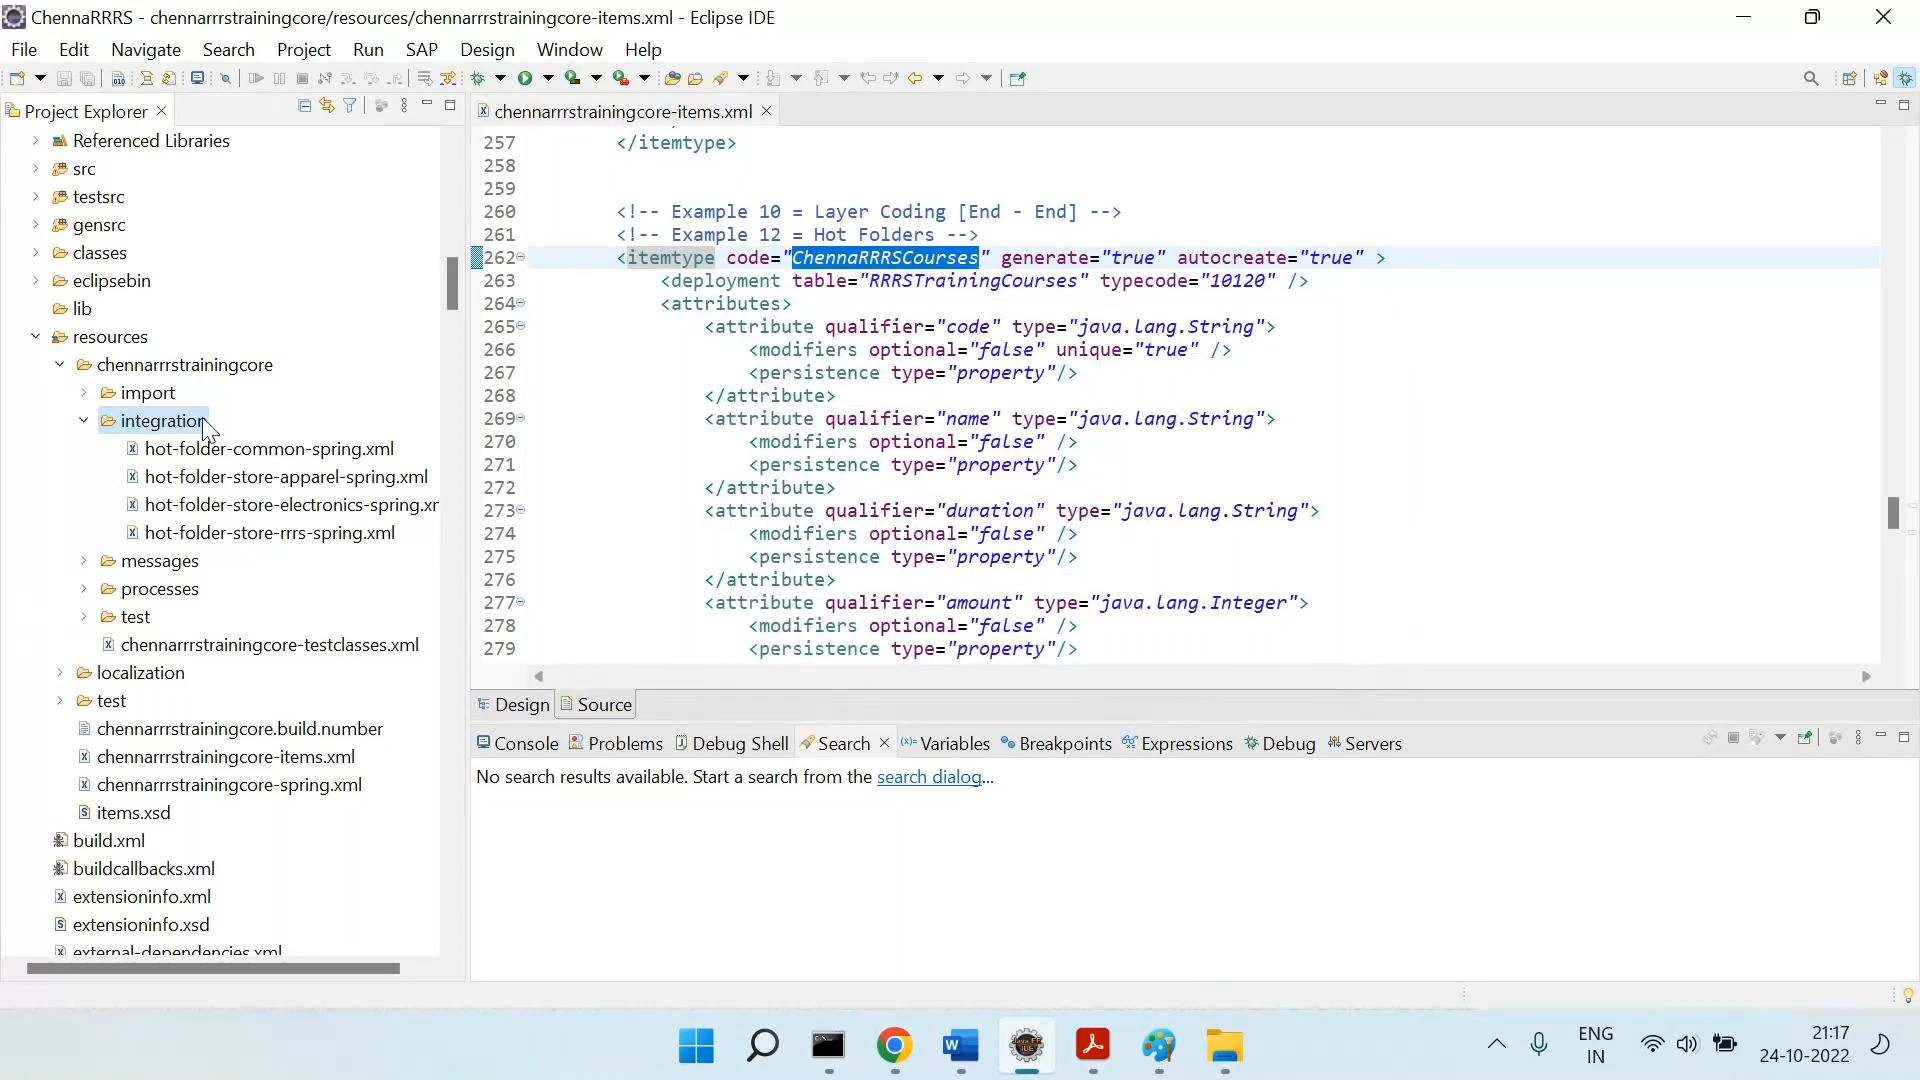 ChennaRRRS - chennarrrstrainingcore/resources/chennarrrstrainingcore-items.xml - Eclipse IDE
File Edit Navigate Search Project Run SAP Design Window Help
Project Explorer
Referenced Libraries
src
testsrc
gensrc
classes
eclipsebin
lib
resources
chennarrrstrainingcore
import
integration
hot-folder-common-spring.xml
hot-folder-store-apparel-spring.xml
hot-folder-store-electronics-spring.xr
hot-folder-store-rrrs-spring.xml
messages
processes
test
chennarrrstrainingcore-testclasses.xml
localization
test
chennarrrstrainingcore.build.number
chennarrrstrainingcore-items.xml
chennarrrstrainingcore-spring.xml
items.xsd
build.xml
buildcallbacks.xml
extensioninfo.xml
extensioninfo.xsd
external-dependencies.xml
chennarrrstrainingcore-items.xml
257 </itemtype>
258
259
260 <!-- Example 10 = Layer Coding [End - End] -->
261 <!-- Example 12 = Hot Folders -->
262 <itemtype code="ChennaRRRSCourses" generate="true" autocreate="true" >
263 <deployment table="RRRSTrainingCourses" typecode="10120" />
264 <attributes>
265 <attribute qualifier="code" type="java.lang.String">
266 <modifiers optional="false" unique="true" />
267 <persistence type="property"/>
268 </attribute>
269 <attribute qualifier="name" type="java.lang.String">
270 <modifiers optional="false" />
271 <persistence type="property"/>
272 </attribute>
273 <attribute qualifier="duration" type="java.lang.String">
274 <modifiers optional="false" />
275 <persistence type="property"/>
276 </attribute>
277 <attribute qualifier="amount" type="java.lang.Integer">
278 <modifiers optional="false" />
279 <persistence type="property"/>
Design Source
Console Problems Debug Shell Search Variables Breakpoints Expressions Debug Servers
No search results available. Start a search from the search dialog...
ENG
IN
21:17
24-10-2022